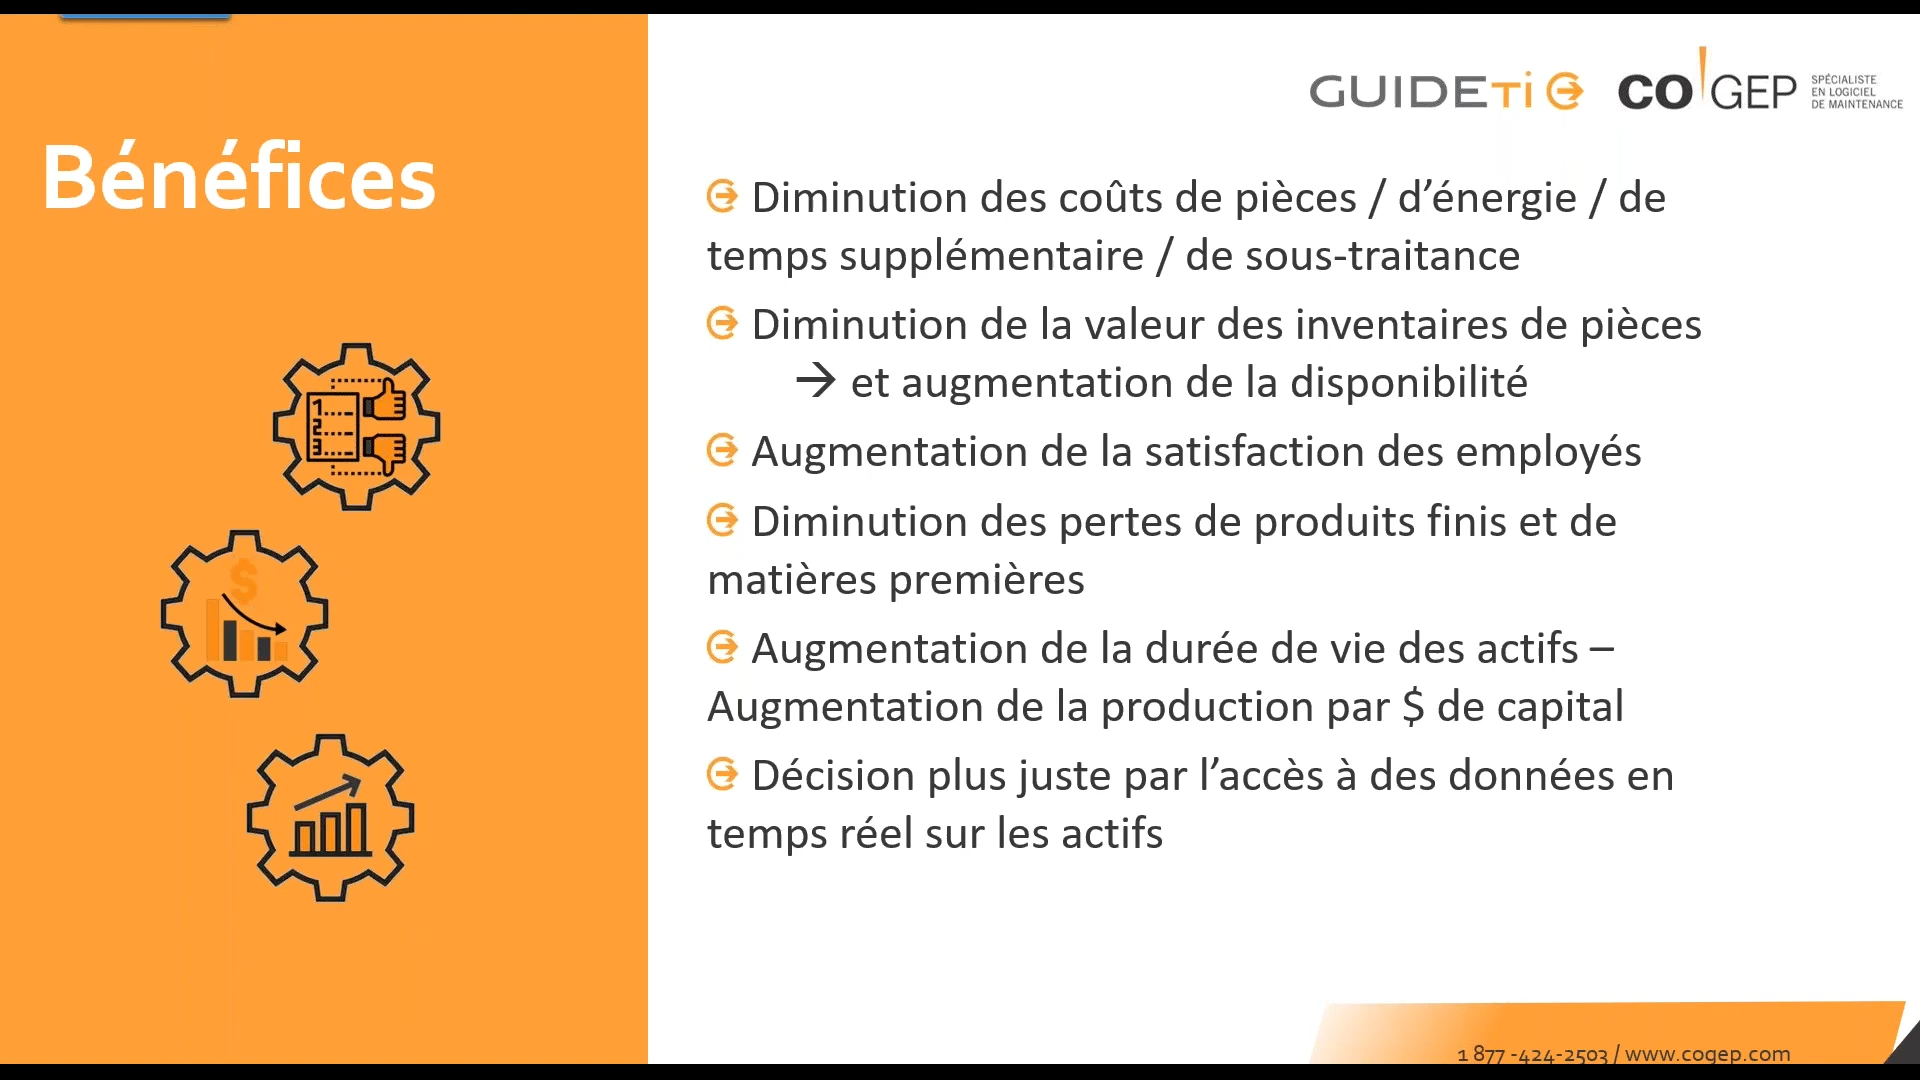 GUIDETi
CO!GEP
SPÉCIALISTE
EN LOGICIEL
DE MAINTENANCE
Bénéfices
Diminution des coûts de pièces / d’énergie / de
temps supplémentaire / de sous-traitance
Diminution de la valeur des inventaires de pièces
→ et augmentation de la disponibilité
Augmentation de la satisfaction des employés
Diminution des pertes de produits finis et de
matières premières
Augmentation de la durée de vie des actifs –
Augmentation de la production par $ de capital
Décision plus juste par l’accès à des données en
temps réel sur les actifs
1
2
3
$
1 877 -424-2503 / www.cogep.com